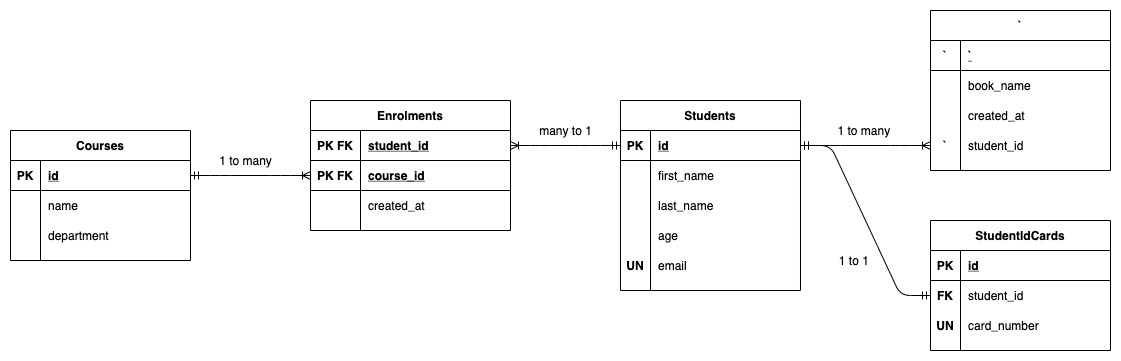 Courses
PK id
name
department
1 to many
Enrolments
PK FK student_id
PK FK course_id
created_at
many to 1
Students
PK id
first_name
last_name
age
UN email
1 to many
1 to 1
`
` `
book_name
created_at
` student_id
StudentIdCards
PK id
FK student_id
UN card_number